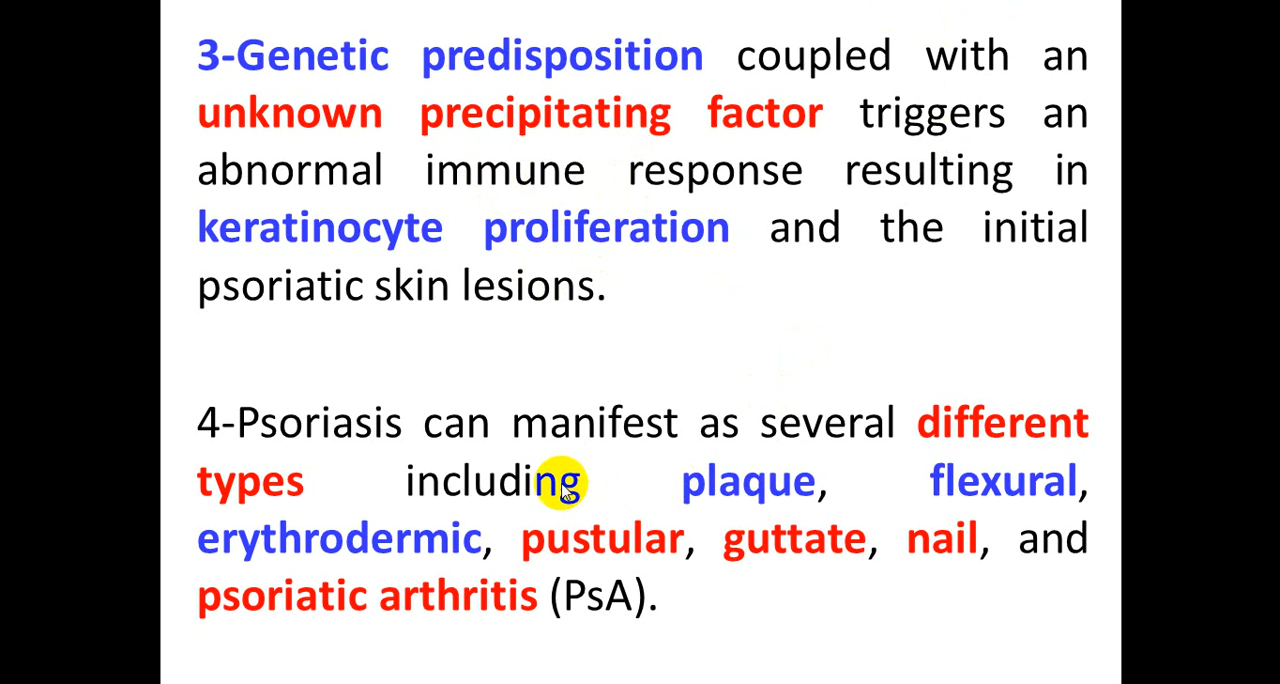 3-Genetic predisposition coupled with an
unknown precipitating factor triggers an
abnormal immune response resulting in
keratinocyte proliferation and the initial
psoriatic skin lesions.
4-Psoriasis can manifest as several different
types including plaque, flexural,
erythrodermic, pustular, guttate, nail, and
psoriatic arthritis (PsA).